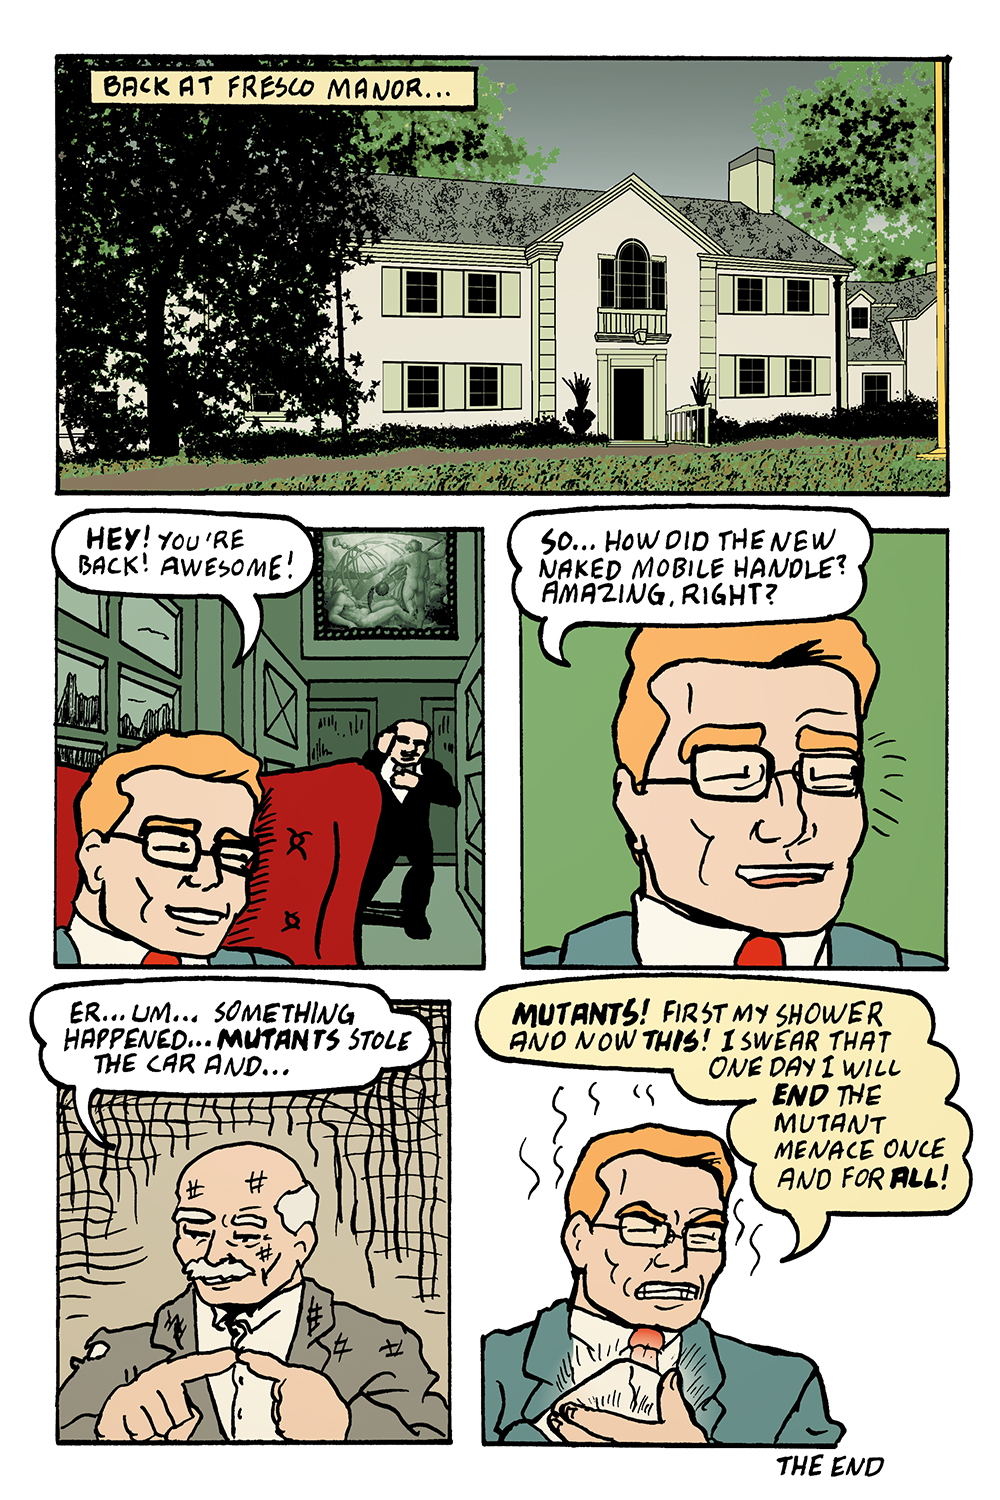 BACK AT FRESCO MANOR...
HEY! YOU'RE
BACK! AWESOME!
SO... HOW DID THE NEW
NAKED MOBILE HANDLE?
AMAZING, RIGHT?
ER... UM... SOMETHING
HAPPENED... MUTANTS STOLE
THE CAR AND...
MUTANTS! FIRST MY SHOWER
AND NOW THIS! I SWEAR THAT
ONE DAY I WILL
END THE
MUTANT
MENACE ONCE
AND FOR ALL!
THE END